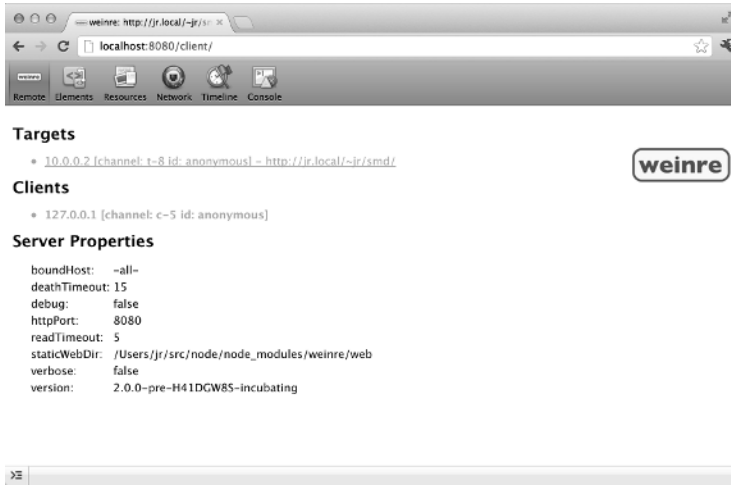 weinre: http://jr.local/~jr/sm
localhost:8080/client/
weinre
Remote Elements Resources Network Timeline Console
Targets
• 10.0.0.2 [channel: t-8 id: anonymous] - http://jr.local/~jr/smd/
weinre
Clients
• 127.0.0.1 [channel: c-5 id: anonymous]
Server Properties
boundHost: -all-
deathTimeout: 15
debug: false
httpPort: 8080
readTimeout: 5
staticWebDir: /Users/jr/src/node/node_modules/weinre/web
verbose: false
version: 2.0.0-pre-H41DGW8S-incubating